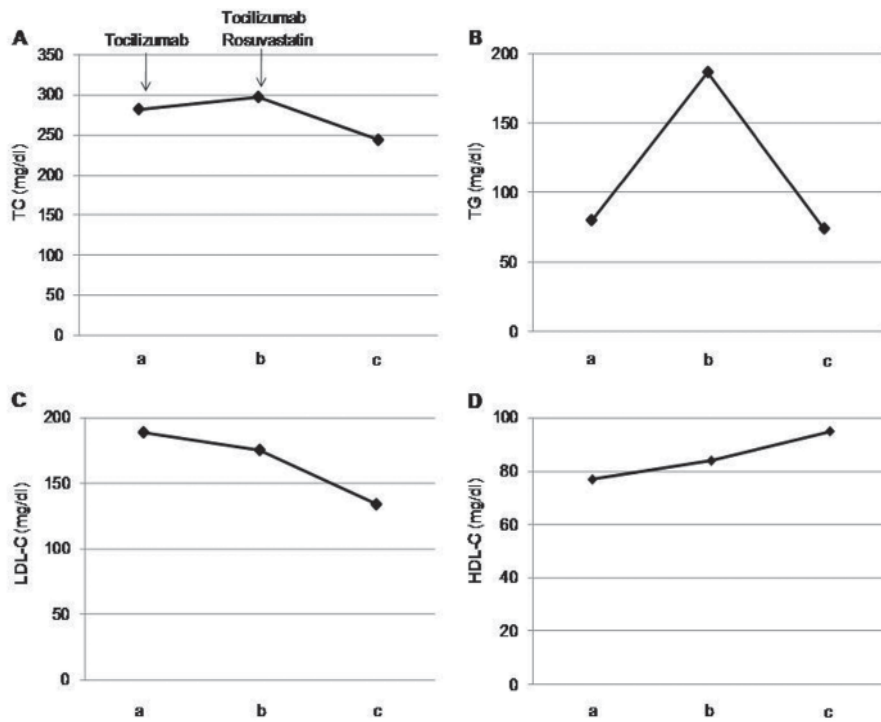 A
Tocilizumab
Tocilizumab
Rosuvastatin
TC (mg/dl)
350
300
250
200
150
100
50
0
a b c
B
TG (mg/dl)
200
150
100
50
0
a b c
C
LDL-C (mg/dl)
200
150
100
50
0
a b c
D
HDL-C (mg/dl)
100
80
60
40
20
0
a b c